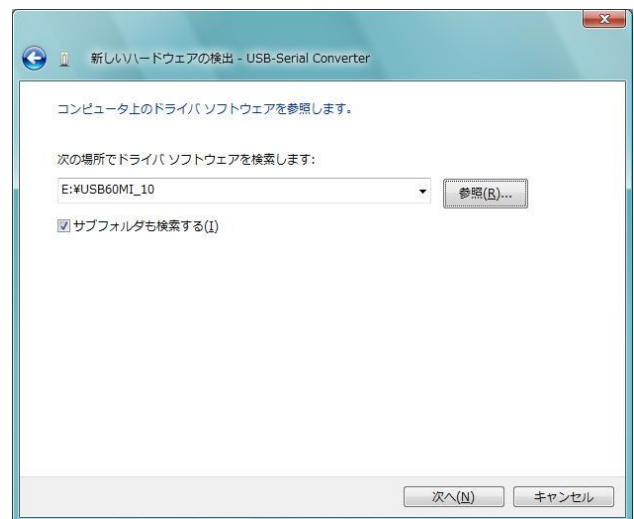 新しいハードウェアの検出 - USB-Serial Converter
コンピュータ上のドライバ ソフトウェアを参照します。
次の場所でドライバ ソフトウェアを検索します:
E:¥USB60MI_10
参照(R)...
サブフォルダも検索する(I)
次へ(N)
キャンセル